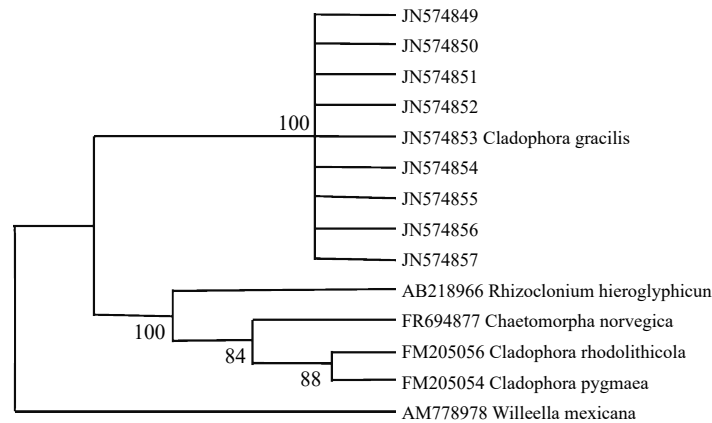 JN574849
JN574850
JN574851
JN574852
100
JN574853 Cladophora gracilis
JN574854
JN574855
JN574856
JN574857
AB218966 Rhizoclonium hieroglyphicun
100
FR694877 Chaetomorpha norvegica
84
FM205056 Cladophora rhodolithicola
88
FM205054 Cladophora pygmaea
AM778978 Willeella mexicana